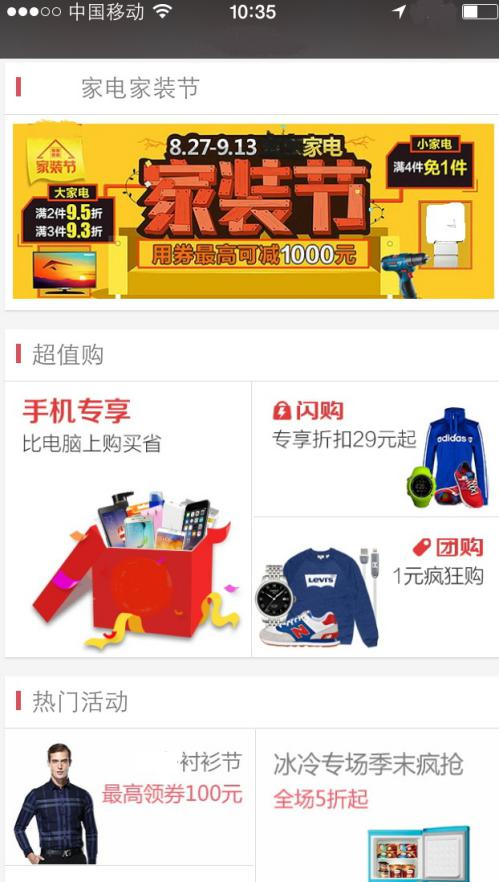 中国移动
10:35
家电家装节
8.27-9.13
家电
家装节
家装节
用券最高可减1000元
大家电
满2件9.5折
满3件9.3折
小家电
满4件免1件
超值购
手机专享
比电脑上购买省
闪购
专享折扣29元起
adidas
团购
1元疯狂购
LEVI'S
N
热门活动
衬衫节
最高领券100元
冰冷专场季末疯抢
全场5折起